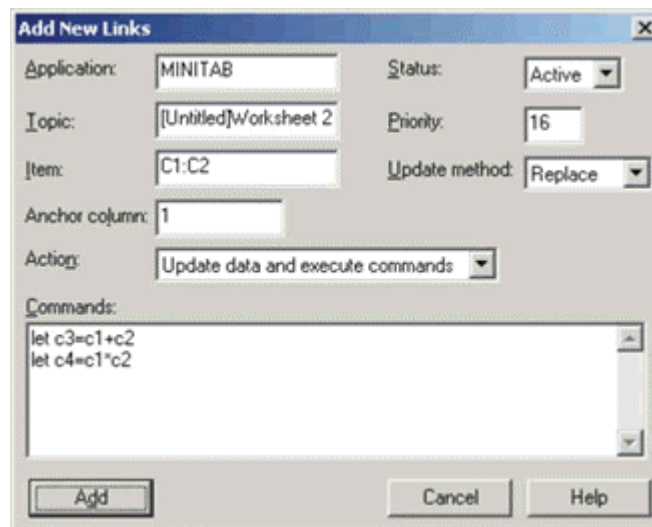 Add New Links
Application: MINITAB Status: Active
Topic: [Untitled]Worksheet 2 Priority: 16
Item: C1:C2 Update method: Replace
Anchor column: 1
Action: Update data and execute commands
Commands:
let c3=c1+c2
let c4=c1*c2
Add Cancel Help